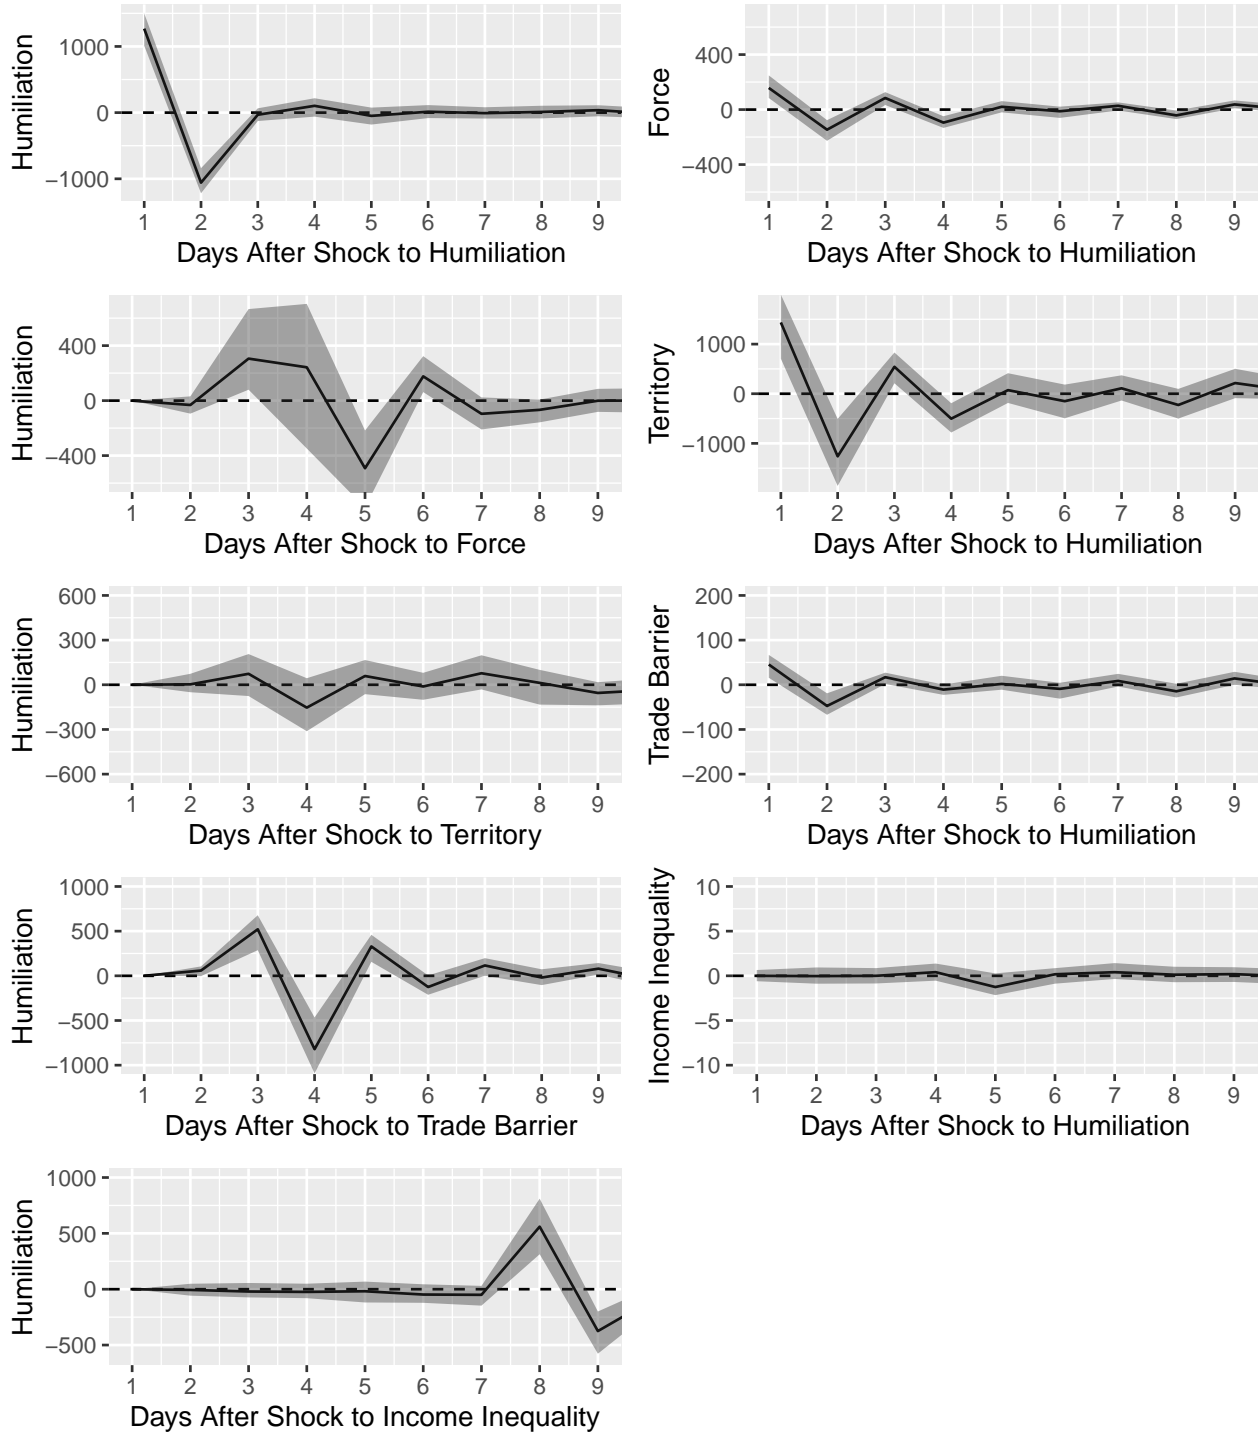 Humiliation
1000
0
−1000
1 2 3 4 5 6 7 8 9
Days After Shock to Humiliation
Force
400
0
−400
1 2 3 4 5 6 7 8 9
Days After Shock to Humiliation
Humiliation
400
0
−400
1 2 3 4 5 6 7 8 9
Days After Shock to Force
Territory
1000
0
−1000
1 2 3 4 5 6 7 8 9
Days After Shock to Humiliation
Humiliation
600
300
0
−300
−600
1 2 3 4 5 6 7 8 9
Days After Shock to Territory
Trade Barrier
200
100
0
−100
−200
1 2 3 4 5 6 7 8 9
Days After Shock to Humiliation
Humiliation
1000
500
0
−500
−1000
1 2 3 4 5 6 7 8 9
Days After Shock to Trade Barrier
Income Inequality
10
5
0
−5
−10
1 2 3 4 5 6 7 8 9
Days After Shock to Humiliation
Humiliation
1000
500
0
−500
1 2 3 4 5 6 7 8 9
Days After Shock to Income Inequality